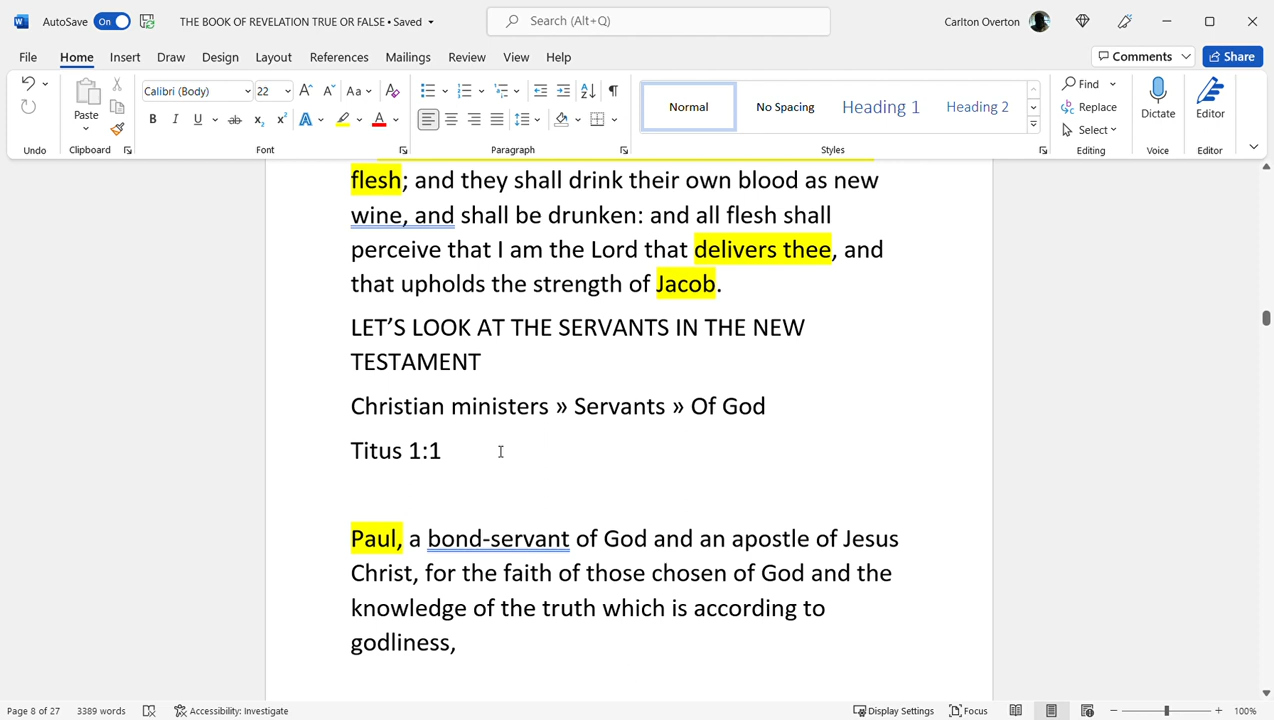 AutoSave On THE BOOK OF REVELATION TRUE OR FALSE • Saved Search (Alt+Q) Carlton Overton
File Home Insert Draw Design Layout References Mailings Review View Help Comments Share
Calibri (Body) 22 Aa Find
Paste Normal No Spacing Heading 1 Heading 2 Replace Dictate Editor
B I U ab x₂ x² A A Select
Undo Clipboard Font Paragraph Styles Editing Voice Editor
flesh; and they shall drink their own blood as new
wine, and shall be drunken: and all flesh shall
perceive that I am the Lord that delivers thee, and
that upholds the strength of Jacob.
LET’S LOOK AT THE SERVANTS IN THE NEW
TESTAMENT
Christian ministers » Servants » Of God
Titus 1:1
Paul, a bond-servant of God and an apostle of Jesus
Christ, for the faith of those chosen of God and the
knowledge of the truth which is according to
godliness,
Page 8 of 27 3389 words Accessibility: Investigate Display Settings Focus 100%